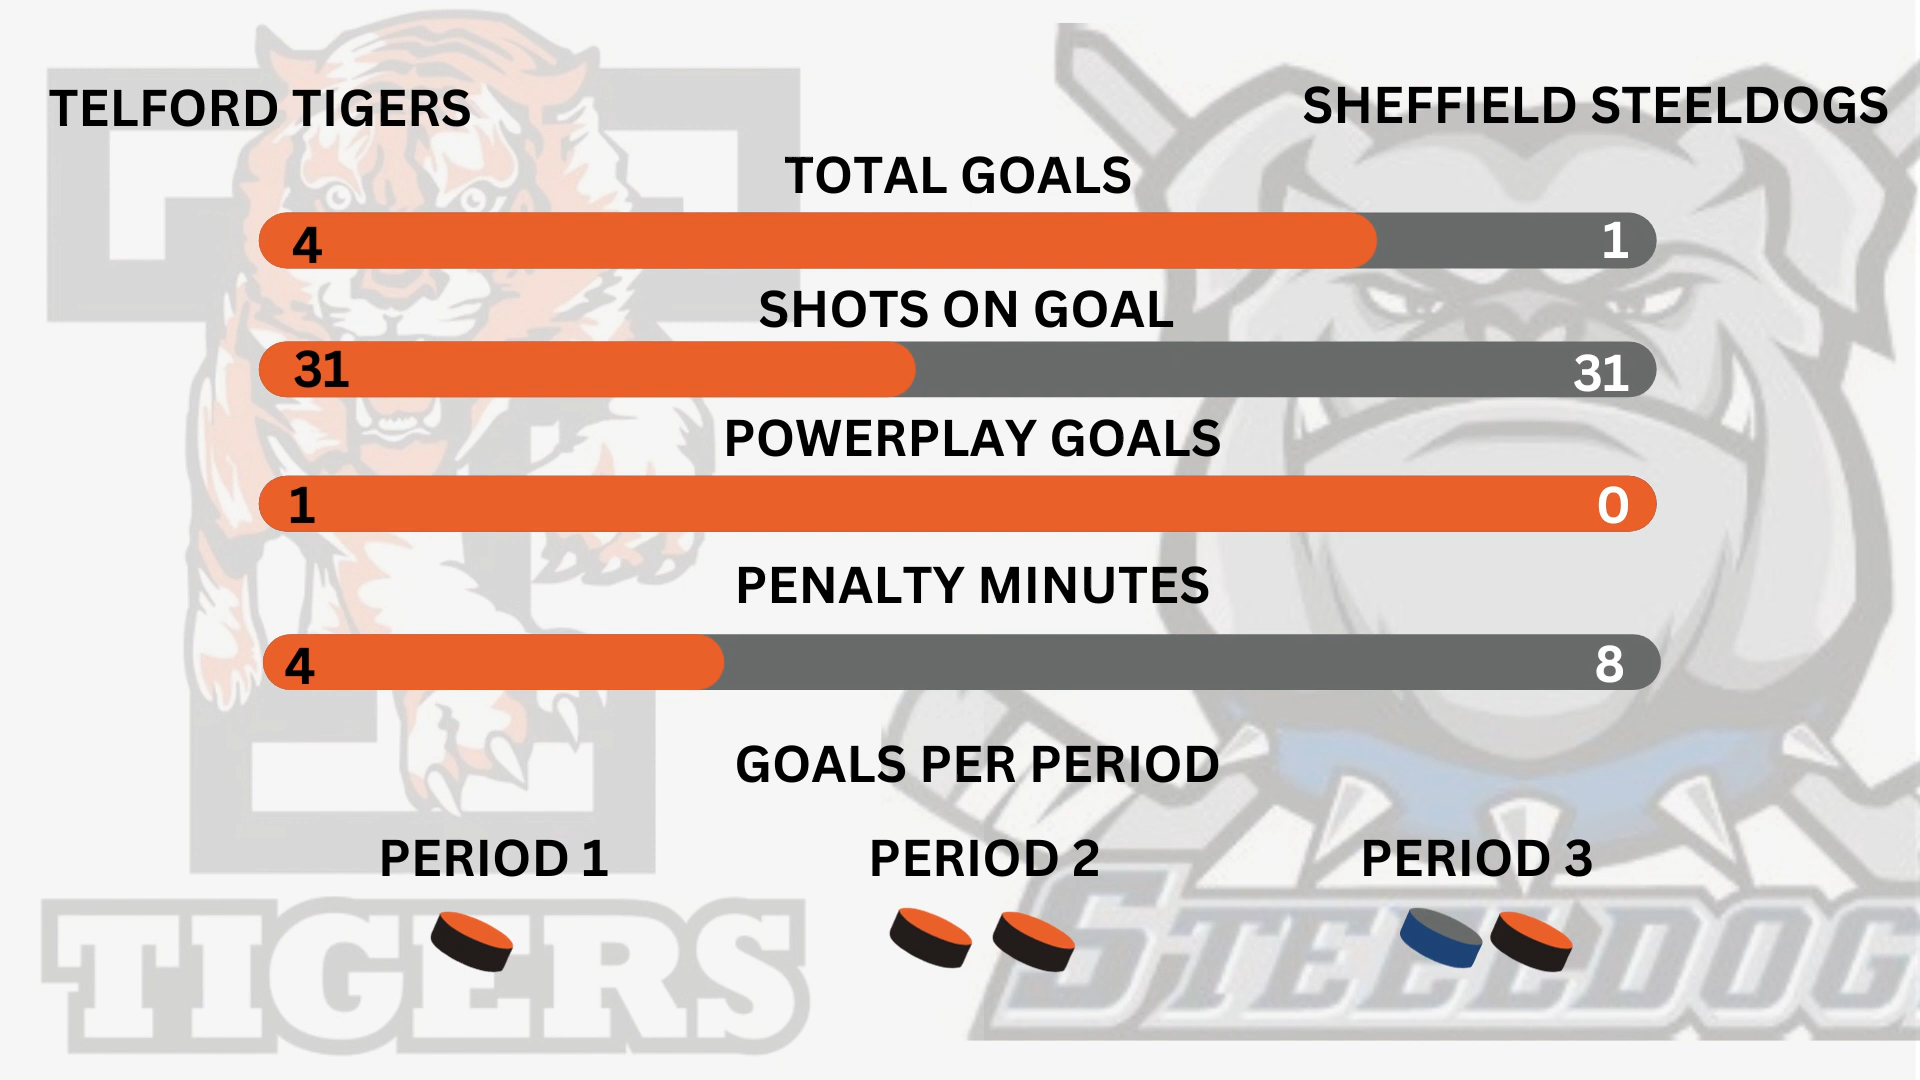 TELFORD TIGERS
SHEFFIELD STEELDOGS
TOTAL GOALS
4 1
SHOTS ON GOAL
31 31
POWERPLAY GOALS
1 0
PENALTY MINUTES
4 8
GOALS PER PERIOD
PERIOD 1 PERIOD 2 PERIOD 3
TIGERS
STEELDOGS